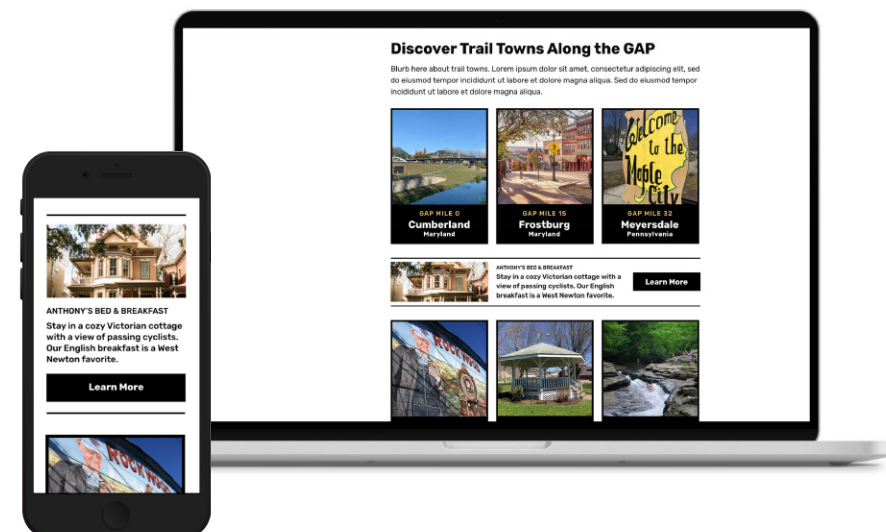 Discover Trail Towns Along the GAP
Blurb here about trail towns. Lorem ipsum dolor sit amet, consectetur adipiscing elit, sed
do eiusmod tempor incididunt ut labore et dolore magna aliqua. Sed do eiusmod tempor
incididunt ut labore et dolore magna aliqua.
Welcome
to the
Maple
City
GAP MILE 0
Cumberland
Maryland
GAP MILE 15
Frostburg
Maryland
GAP MILE 32
Meyersdale
Pennsylvania
ANTHONY'S BED & BREAKFAST
Stay in a cozy Victorian cottage with a
view of passing cyclists. Our English
breakfast is a West Newton favorite.
Learn More
ROCKWOOD
ANTHONY'S BED & BREAKFAST
Stay in a cozy Victorian cottage
with a view of passing cyclists.
Our English breakfast is a West
Newton favorite.
Learn More
ROCKWOOD